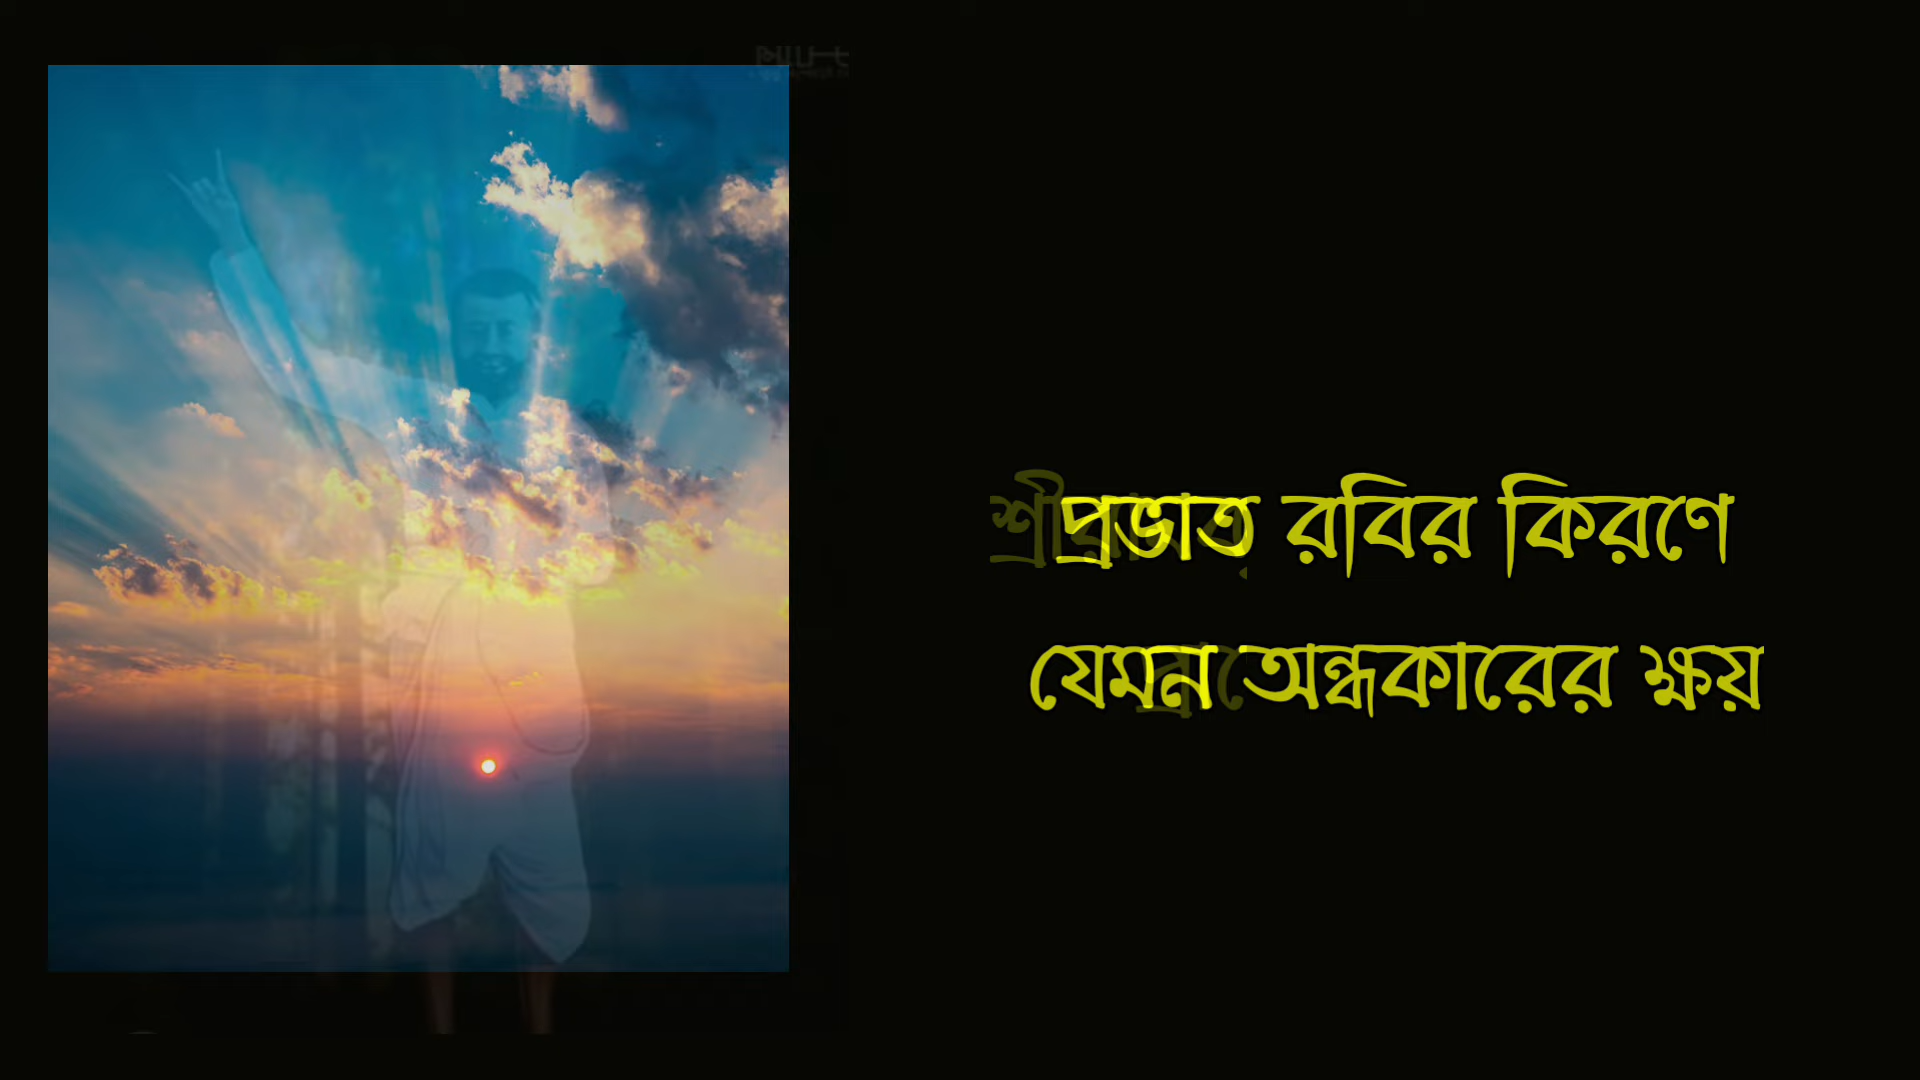 প্রভাত রবির কিরণে
যেমন অন্ধকারের ক্ষয়